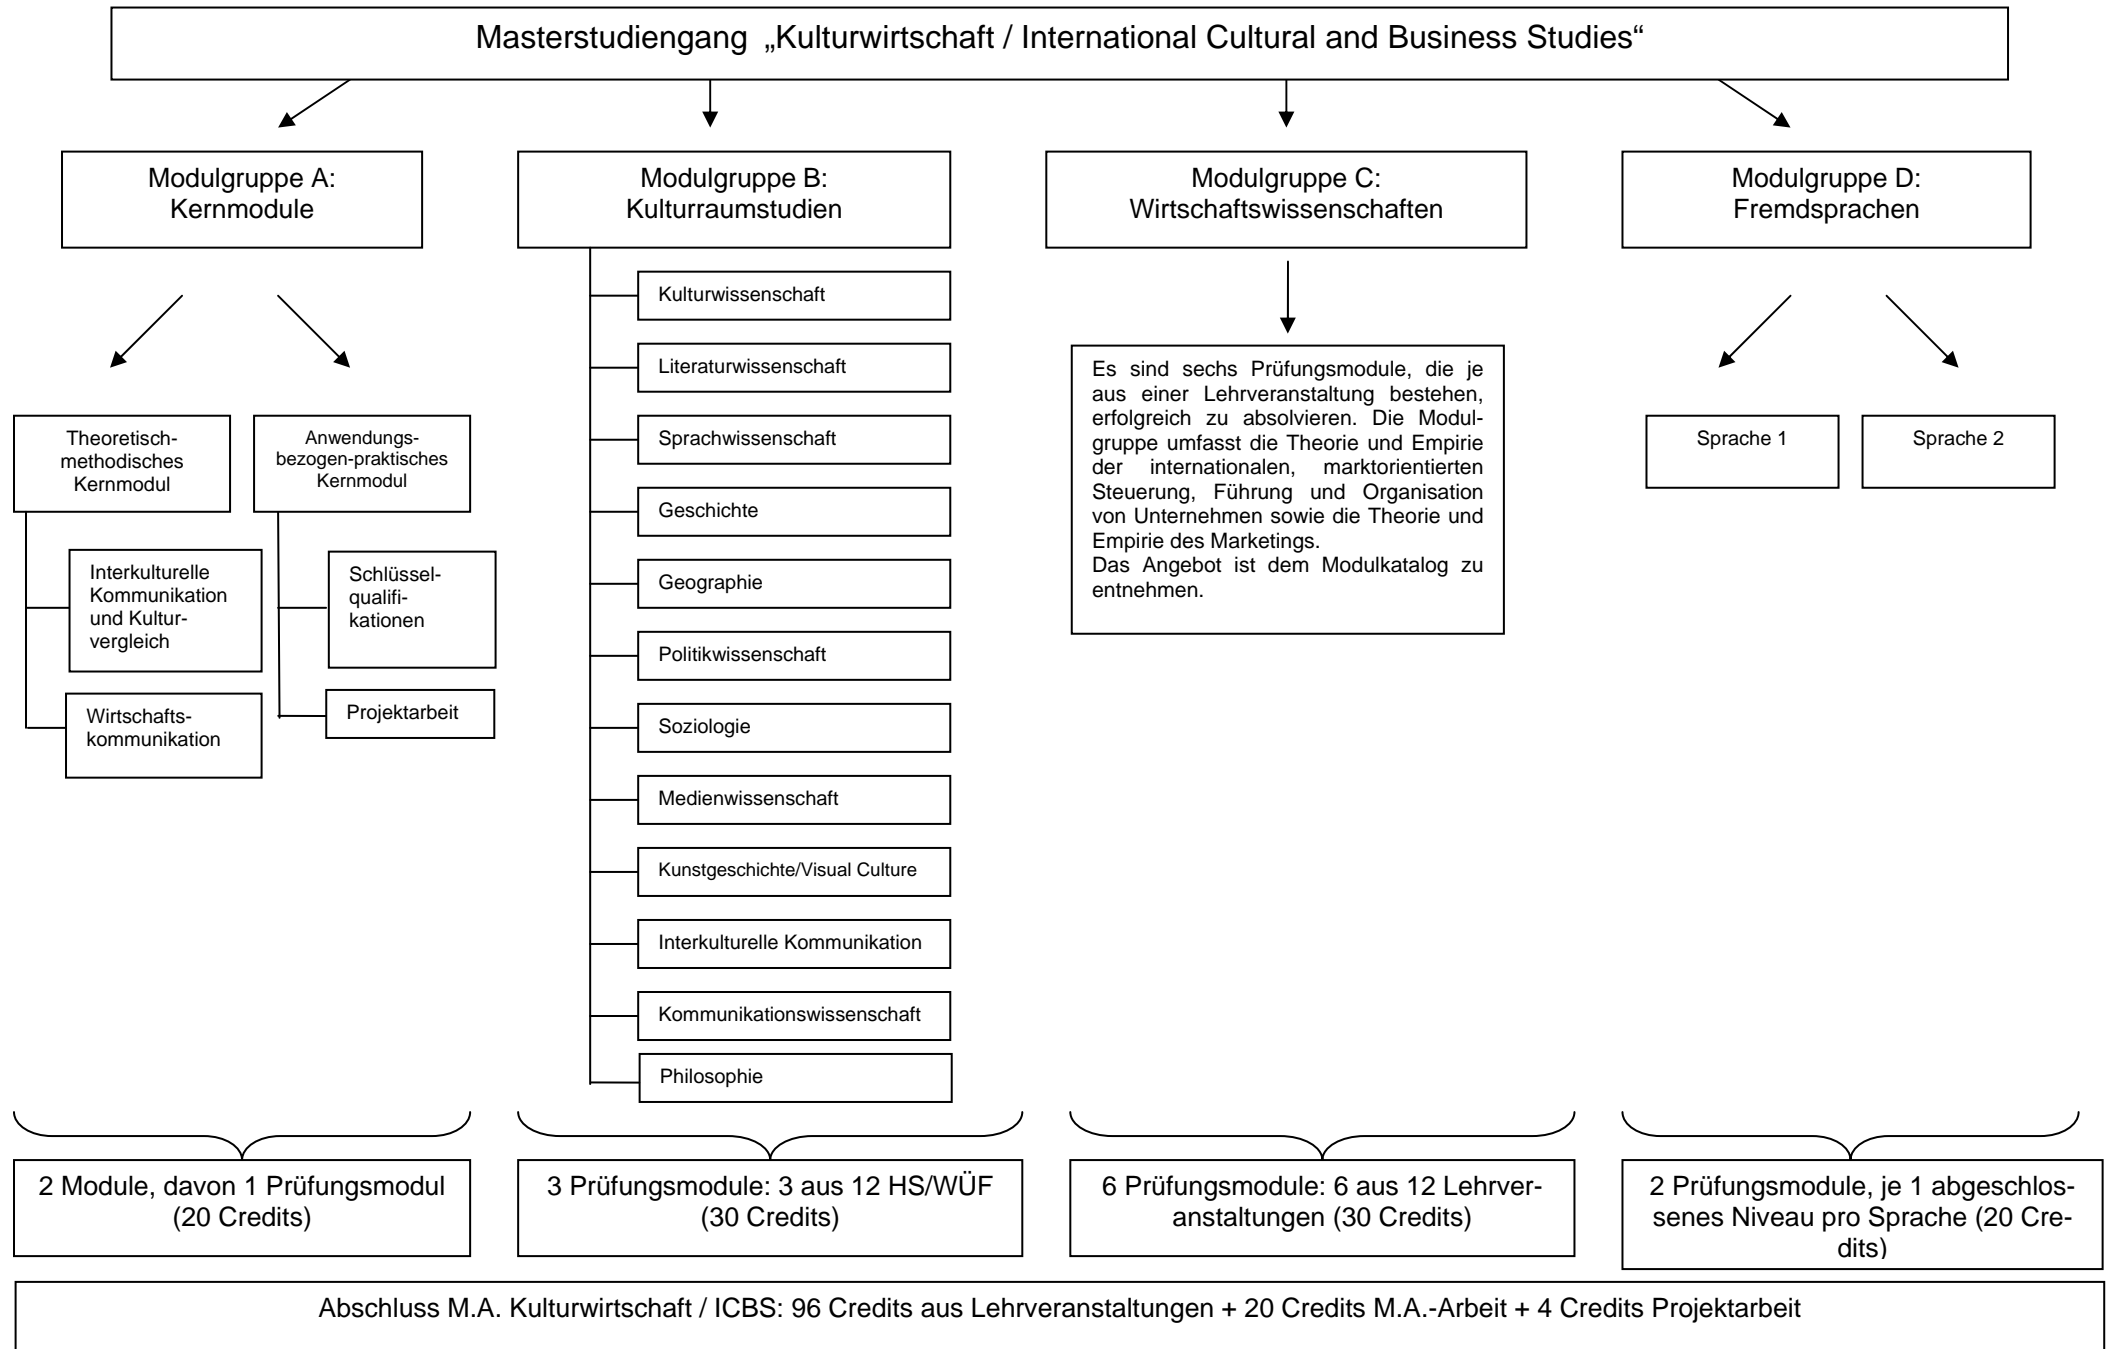 Masterstudiengang „Kulturwirtschaft / International Cultural and Business Studies“
Modulgruppe A:
Kernmodule
Modulgruppe B:
Kulturraumstudien
Modulgruppe C:
Wirtschaftswissenschaften
Modulgruppe D:
Fremdsprachen
Theoretisch-
methodisches
Kernmodul
Interkulturelle
Kommunikation
und Kultur-
vergleich
Wirtschafts-
kommunikation
Anwendungs-
bezogen-praktisches
Kernmodul
Schlüssel-
qualifi-
kationen
Projektarbeit
Kulturwissenschaft
Literaturwissenschaft
Sprachwissenschaft
Geschichte
Geographie
Politikwissenschaft
Soziologie
Medienwissenschaft
Kunstgeschichte/Visual Culture
Interkulturelle Kommunikation
Kommunikationswissenschaft
Philosophie
Es sind sechs Prüfungsmodule, die je
aus einer Lehrveranstaltung bestehen,
erfolgreich zu absolvieren. Die Modul-
gruppe umfasst die Theorie und Empirie
der internationalen, marktorientierten
Steuerung, Führung und Organisation
von Unternehmen sowie die Theorie und
Empirie des Marketings.
Das Angebot ist dem Modulkatalog zu
entnehmen.
Sprache 1
Sprache 2
2 Module, davon 1 Prüfungsmodul
(20 Credits)
3 Prüfungsmodule: 3 aus 12 HS/WÜF
(30 Credits)
6 Prüfungsmodule: 6 aus 12 Lehrver-
anstaltungen (30 Credits)
2 Prüfungsmodule, je 1 abgeschlos-
senes Niveau pro Sprache (20 Cre-
dits)
Abschluss M.A. Kulturwirtschaft / ICBS: 96 Credits aus Lehrveranstaltungen + 20 Credits M.A.-Arbeit + 4 Credits Projektarbeit